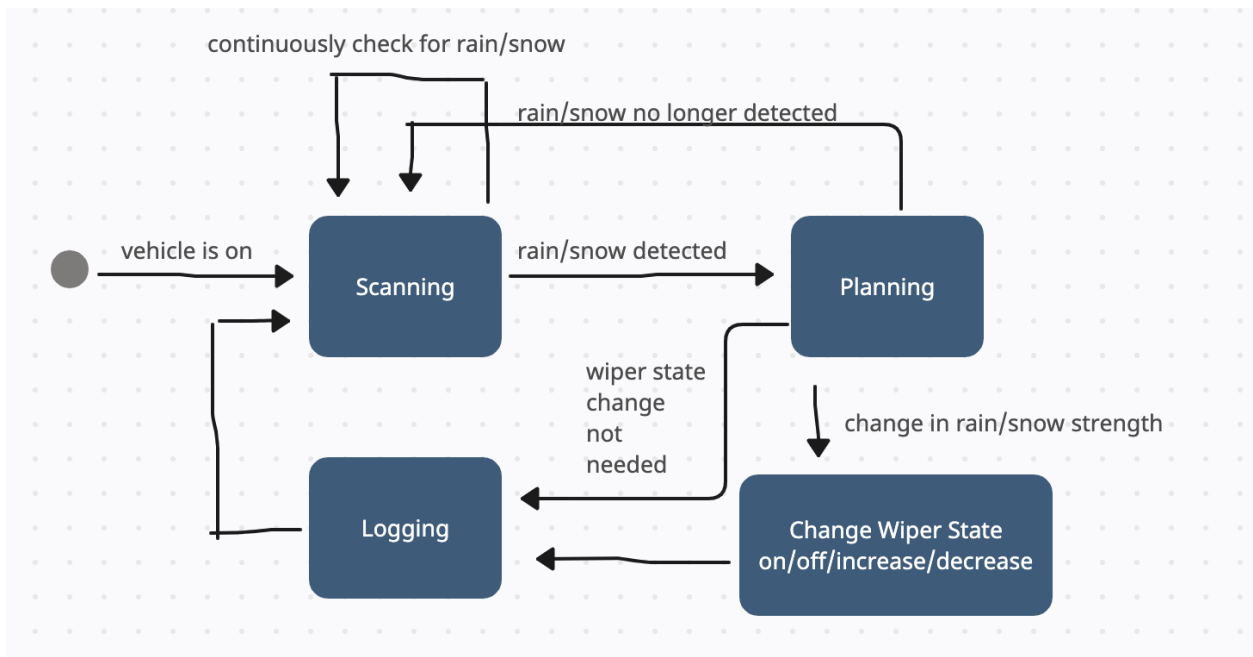 continuously check for rain/snow
rain/snow no longer detected
vehicle is on
rain/snow detected
Scanning
Planning
wiper state
change
not
needed
change in rain/snow strength
Logging
Change Wiper State
on/off/increase/decrease